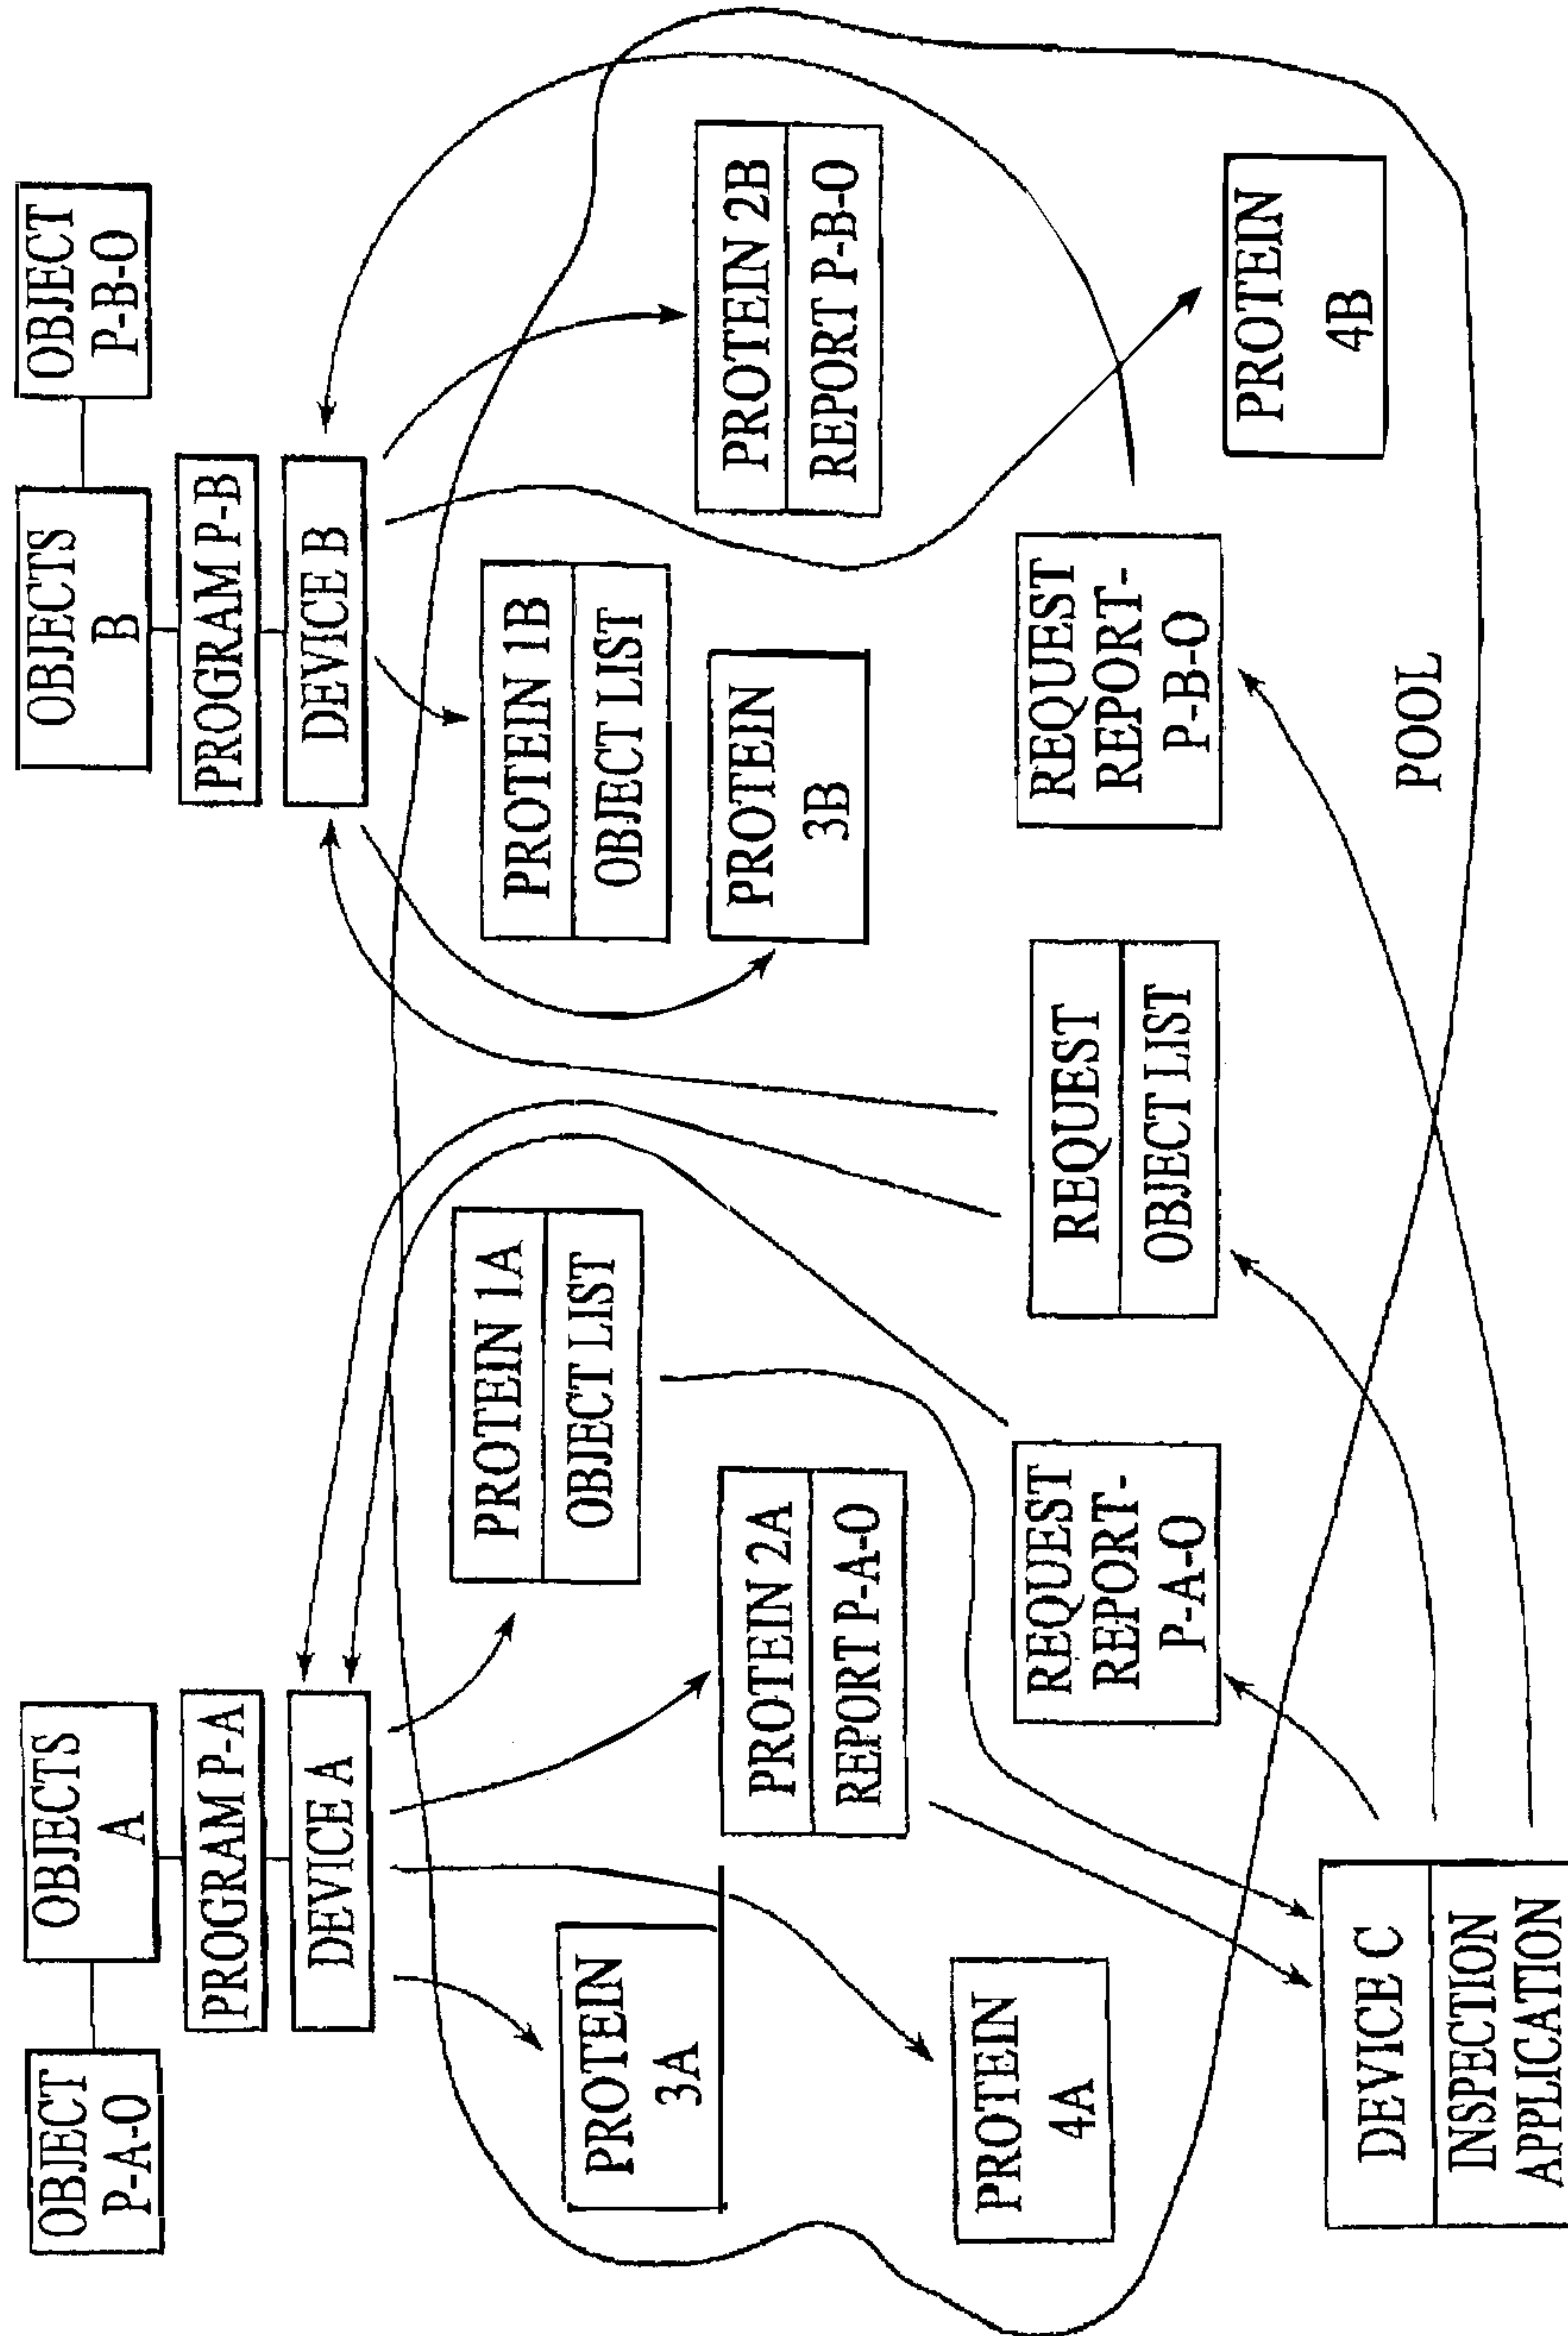 OBJECT
P-A-O
OBJECTS
A
OBJECTS
B
OBJECT
P-B-O
PROGRAM P-A
PROGRAM P-B
DEVICE A
DEVICE B
PROTEIN 1A
OBJECT LIST
PROTEIN 1B
OBJECT LIST
PROTEIN
3A
PROTEIN 2A
REPORT P-A-O
PROTEIN
3B
PROTEIN 2B
REPORT P-B-O
PROTEIN
4A
REQUEST
REPORT-
P-A-O
REQUEST
OBJECT LIST
REQUEST
REPORT-
P-B-O
PROTEIN
4B
DEVICE C
INSPECTION
APPLICATION
POOL